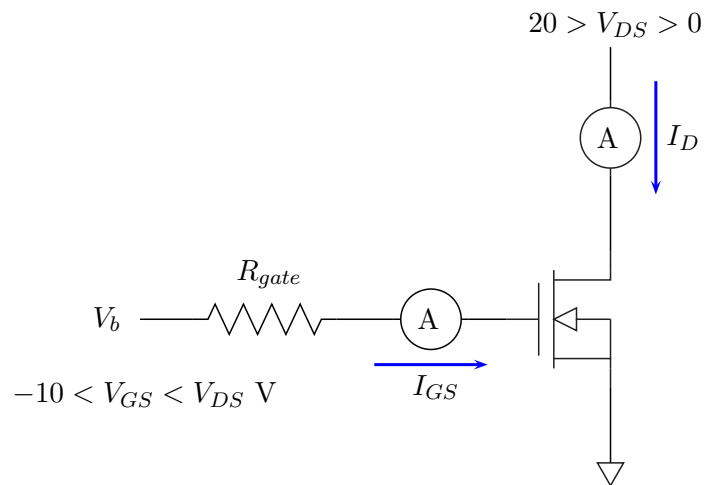 20 > V_{DS} > 0
A
I_D
R_{gate}
V_b
A
−10 < V_{GS} < V_{DS} V
I_{GS}